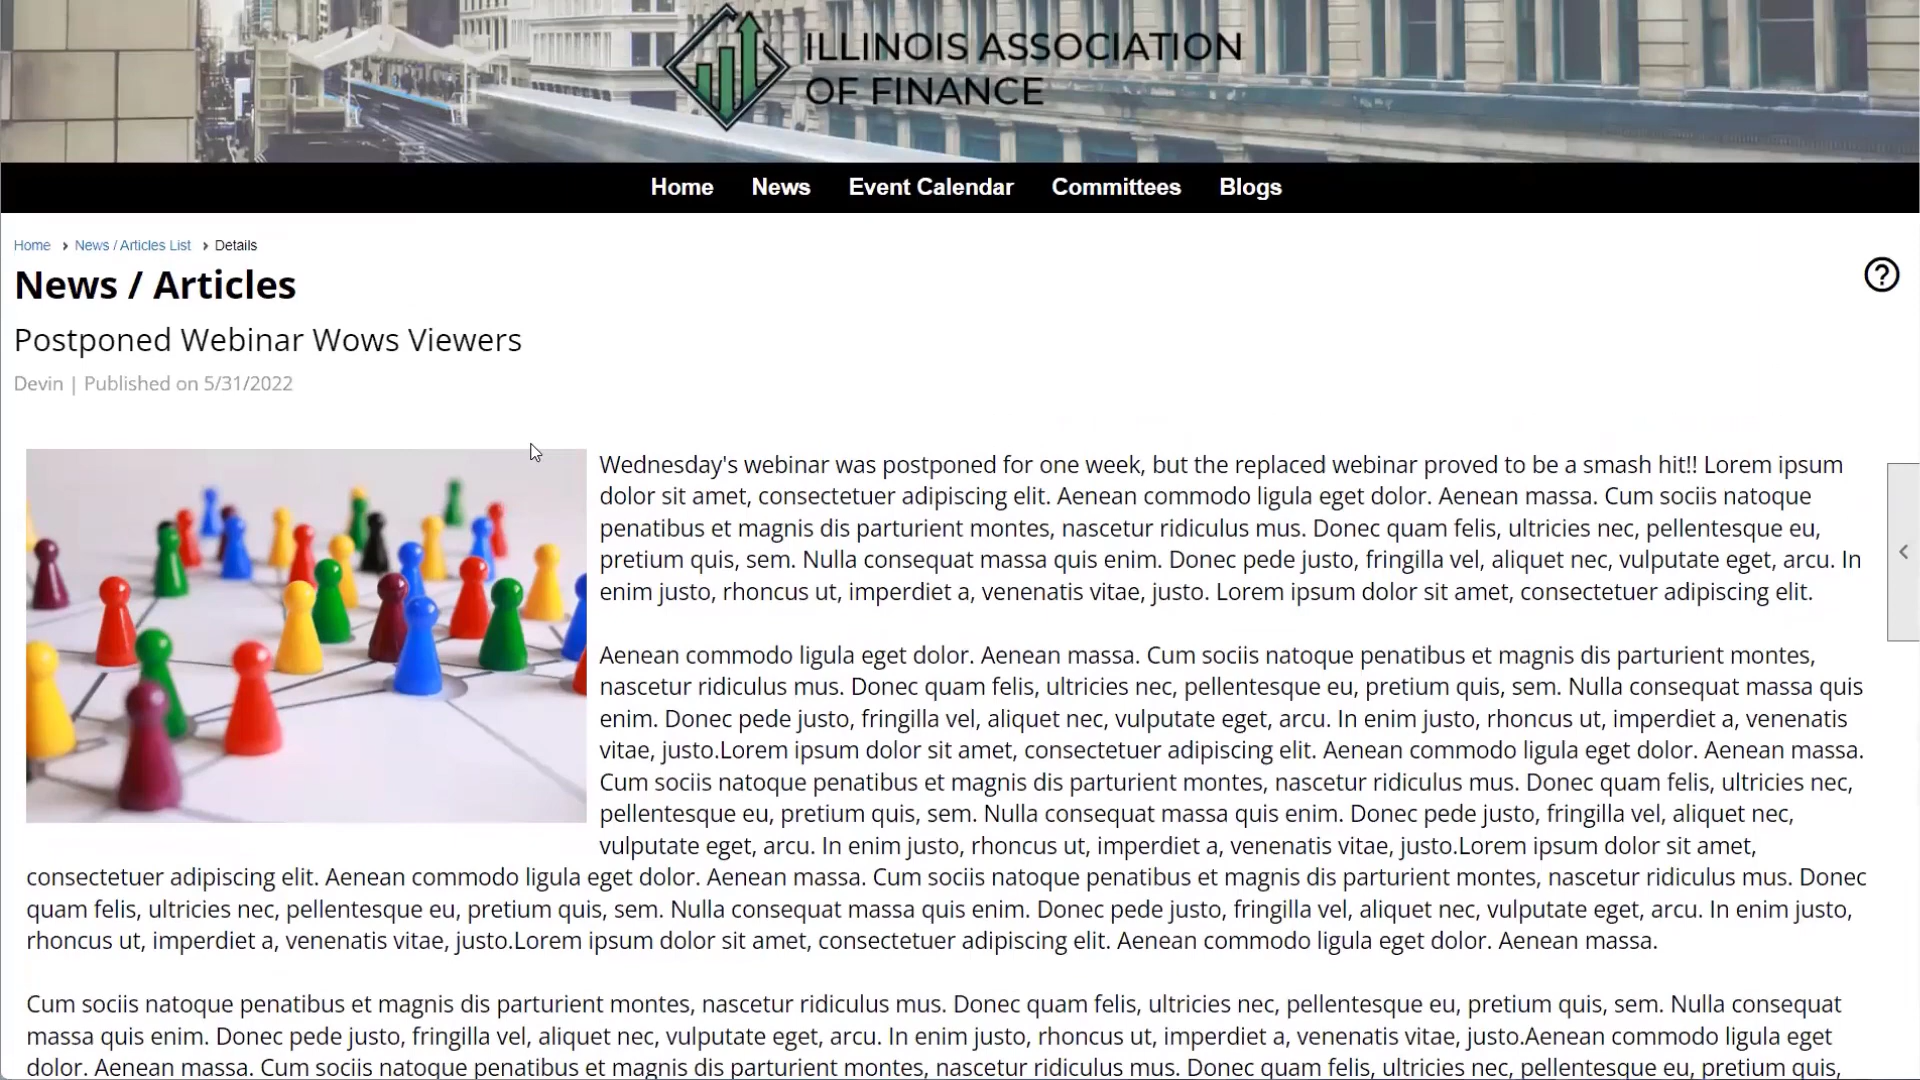 ILLINOIS ASSOCIATION
OF FINANCE
Home News Event Calendar Committees Blogs
Home › News / Articles List › Details
News / Articles
Postponed Webinar Wows Viewers
Devin | Published on 5/31/2022
Wednesday's webinar was postponed for one week, but the replaced webinar proved to be a smash hit!! Lorem ipsum
dolor sit amet, consectetuer adipiscing elit. Aenean commodo ligula eget dolor. Aenean massa. Cum sociis natoque
penatibus et magnis dis parturient montes, nascetur ridiculus mus. Donec quam felis, ultricies nec, pellentesque eu,
pretium quis, sem. Nulla consequat massa quis enim. Donec pede justo, fringilla vel, aliquet nec, vulputate eget, arcu. In
enim justo, rhoncus ut, imperdiet a, venenatis vitae, justo. Lorem ipsum dolor sit amet, consectetuer adipiscing elit.
Aenean commodo ligula eget dolor. Aenean massa. Cum sociis natoque penatibus et magnis dis parturient montes,
nascetur ridiculus mus. Donec quam felis, ultricies nec, pellentesque eu, pretium quis, sem. Nulla consequat massa quis
enim. Donec pede justo, fringilla vel, aliquet nec, vulputate eget, arcu. In enim justo, rhoncus ut, imperdiet a, venenatis
vitae, justo.Lorem ipsum dolor sit amet, consectetuer adipiscing elit. Aenean commodo ligula eget dolor. Aenean massa.
Cum sociis natoque penatibus et magnis dis parturient montes, nascetur ridiculus mus. Donec quam felis, ultricies nec,
pellentesque eu, pretium quis, sem. Nulla consequat massa quis enim. Donec pede justo, fringilla vel, aliquet nec,
vulputate eget, arcu. In enim justo, rhoncus ut, imperdiet a, venenatis vitae, justo.Lorem ipsum dolor sit amet,
consectetuer adipiscing elit. Aenean commodo ligula eget dolor. Aenean massa. Cum sociis natoque penatibus et magnis dis parturient montes, nascetur ridiculus mus. Donec
quam felis, ultricies nec, pellentesque eu, pretium quis, sem. Nulla consequat massa quis enim. Donec pede justo, fringilla vel, aliquet nec, vulputate eget, arcu. In enim justo,
rhoncus ut, imperdiet a, venenatis vitae, justo.Lorem ipsum dolor sit amet, consectetuer adipiscing elit. Aenean commodo ligula eget dolor. Aenean massa.
Cum sociis natoque penatibus et magnis dis parturient montes, nascetur ridiculus mus. Donec quam felis, ultricies nec, pellentesque eu, pretium quis, sem. Nulla consequat
massa quis enim. Donec pede justo, fringilla vel, aliquet nec, vulputate eget, arcu. In enim justo, rhoncus ut, imperdiet a, venenatis vitae, justo.Aenean commodo ligula eget
dolor. Aenean massa. Cum sociis natoque penatibus et magnis dis parturient montes, nascetur ridiculus mus. Donec quam felis, ultricies nec, pellentesque eu, pretium quis,